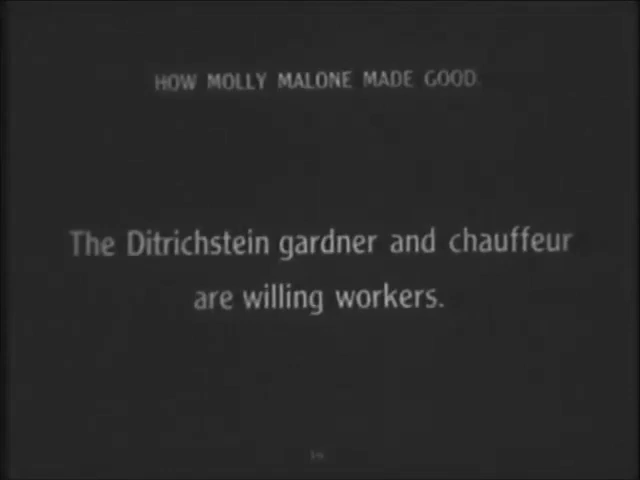 HOW MOLLY MALONE MADE GOOD.
The Ditrichstein gardner and chauffeur
are willing workers.